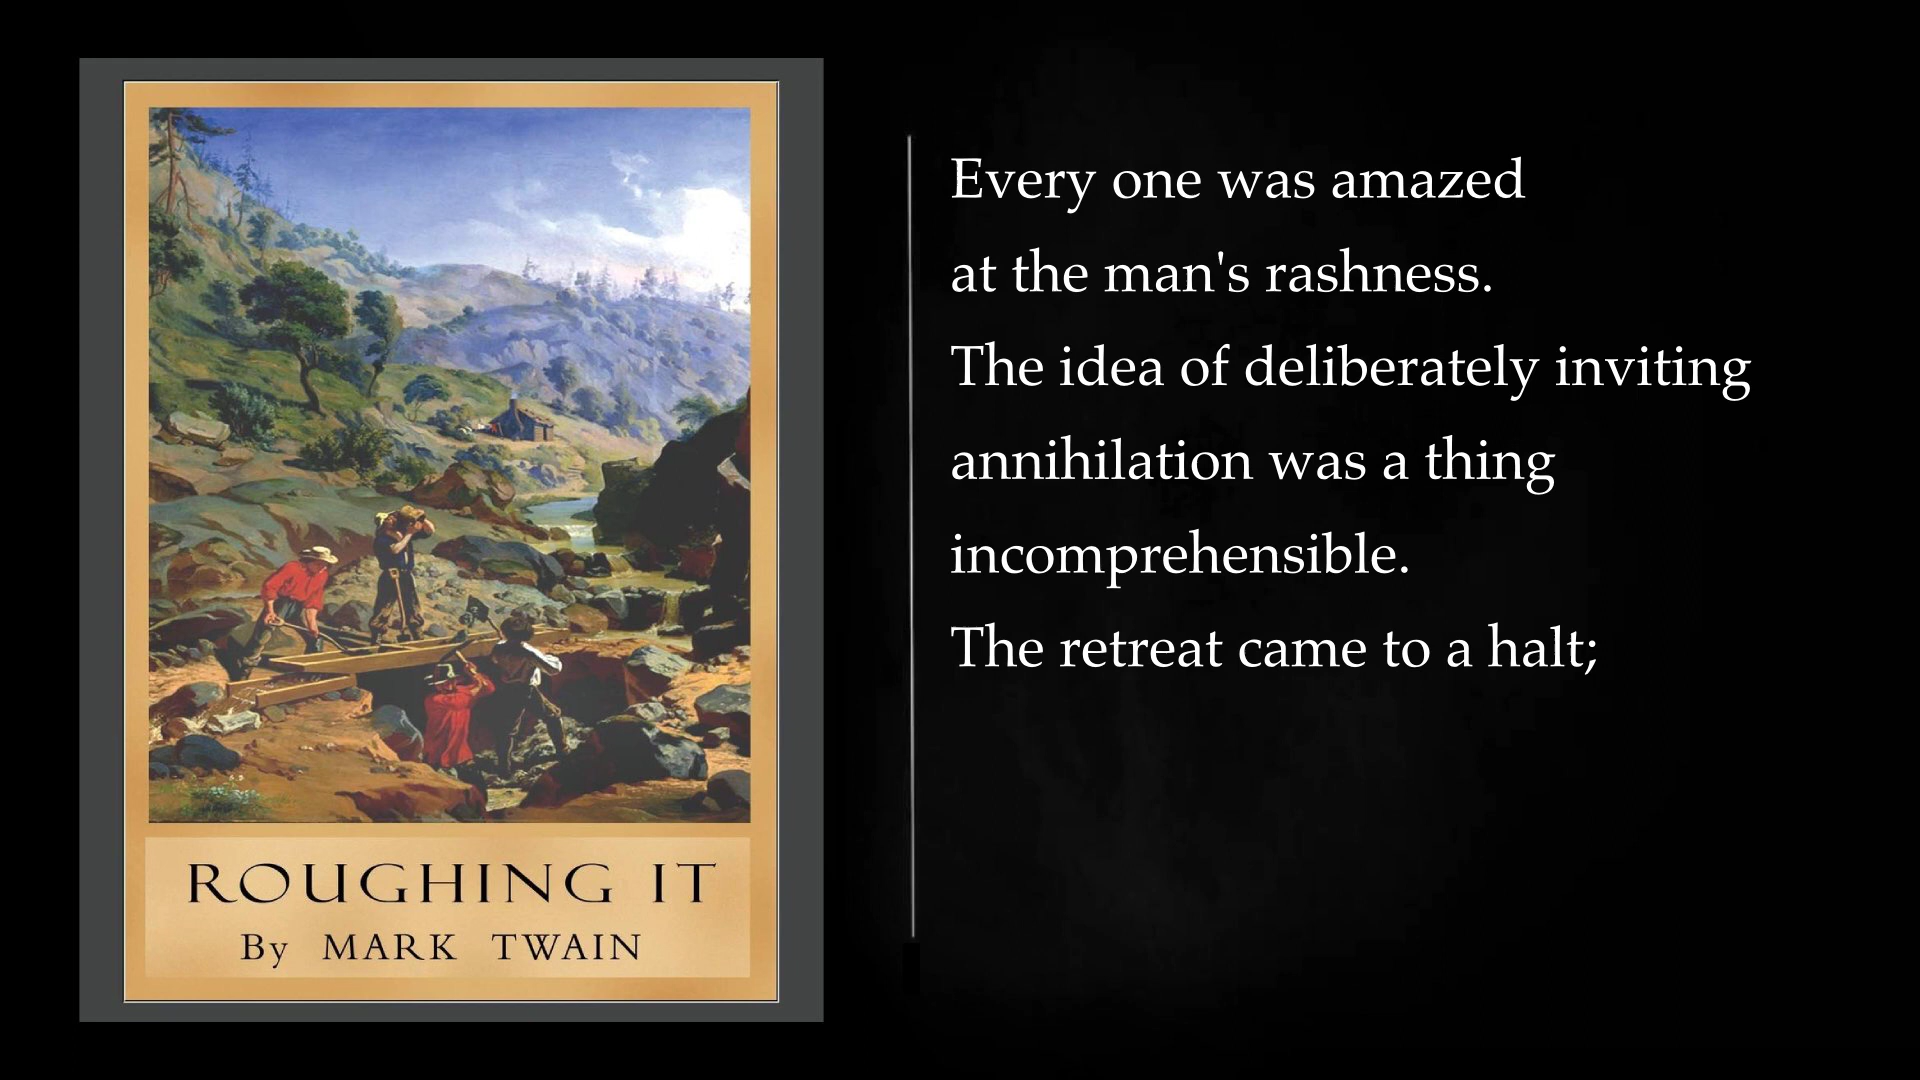 ROUGHING IT
By MARK TWAIN
Every one was amazed
at the man's rashness.
The idea of deliberately inviting
annihilation was a thing
incomprehensible.
The retreat came to a halt;